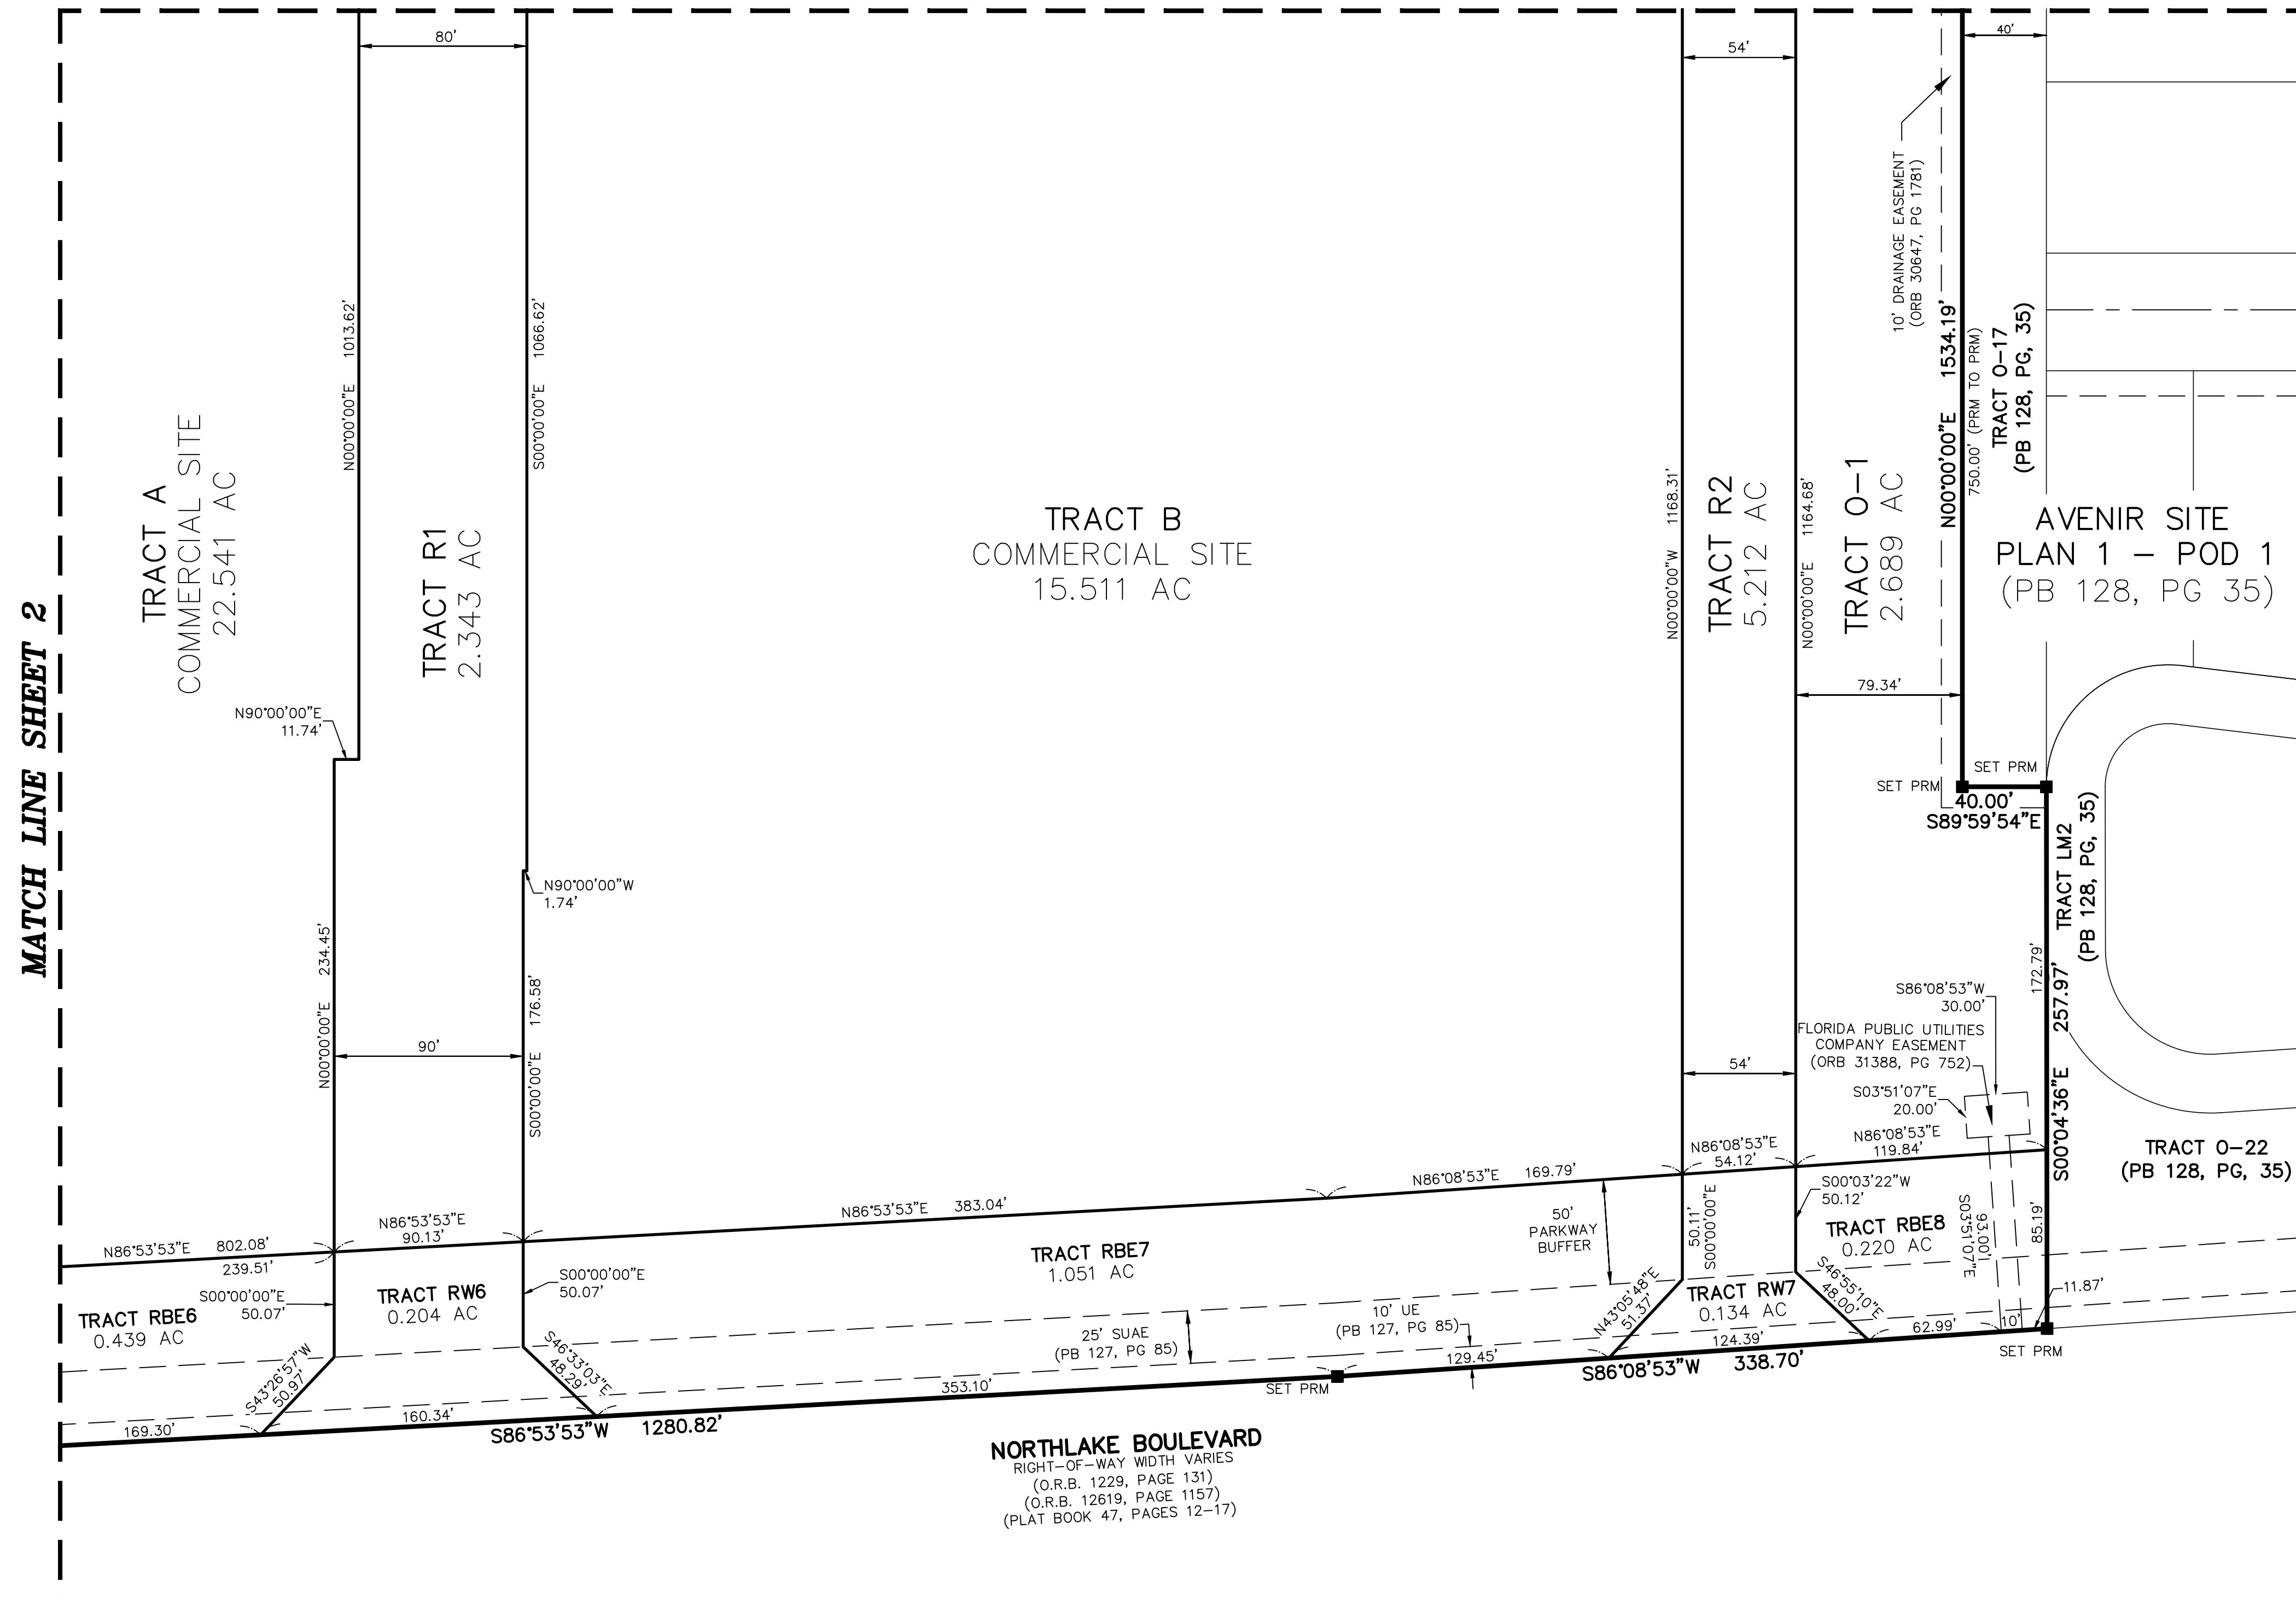 80'
54'
40'
10' DRAINAGE EASEMENT
(ORB 30647, PG 1781)
N00°00'00"E 1013.62'
S00°00'00"E 1066.62'
N00°00'00"W 1168.31'
N00°00'00"E 1164.68'
N00°00'00"E 1534.19'
750.00' (PRM TO PRM)
TRACT O-17
(PB 128, PG, 35)
TRACT A
COMMERCIAL SITE
22.541 AC
TRACT R1
2.343 AC
TRACT B
COMMERCIAL SITE
15.511 AC
TRACT R2
5.212 AC
TRACT O-1
2.689 AC
AVENIR SITE
PLAN 1 - POD 1
(PB 128, PG 35)
MATCH LINE SHEET 2
79.34'
N90°00'00"E
11.74'
SET PRM
SET PRM
40.00'
S89°59'54"E
TRACT LM2
(PB 128, PG, 35)
N90°00'00"W
1.74'
N00°00'00"E 234.45'
S00°00'00"E 176.58'
90'
54'
172.79'
S00°04'36"E 257.97'
S86°08'53"W
30.00'
FLORIDA PUBLIC UTILITIES
COMPANY EASEMENT
(ORB 31388, PG 752)
S03°51'07"E
20.00'
TRACT O-22
(PB 128, PG, 35)
N86°08'53"E
119.84'
N86°08'53"E
54.12'
N86°08'53"E 169.79'
N86°53'53"E 383.04'
N86°53'53"E
90.13'
N86°53'53"E 802.08'
239.51'
S00°00'00"E
50.07'
TRACT RBE6
0.439 AC
TRACT RW6
0.204 AC
S00°00'00"E
50.07'
TRACT RBE7
1.051 AC
50'
PARKWAY
BUFFER
50.11'
S00°00'00"E
S00°03'22"W
50.12'
TRACT RBE8
0.220 AC
S03°51'07"E
93.00'
85.19'
11.87'
TRACT RW7
0.134 AC
N43°05'48"E
51.37'
S46°55'10"E
48.00'
10' UE
(PB 127, PG 85)
25' SUAE
(PB 127, PG 85)
S43°26'57"W
50.97'
S46°33'03"E
48.29'
169.30'
160.34'
353.10'
129.45'
124.39'
62.99'
10'
SET PRM
SET PRM
S86°08'53"W 338.70'
S86°53'53"W 1280.82'
NORTHLAKE BOULEVARD
RIGHT-OF-WAY WIDTH VARIES
(O.R.B. 1229, PAGE 131)
(O.R.B. 12619, PAGE 1157)
(PLAT BOOK 47, PAGES 12-17)